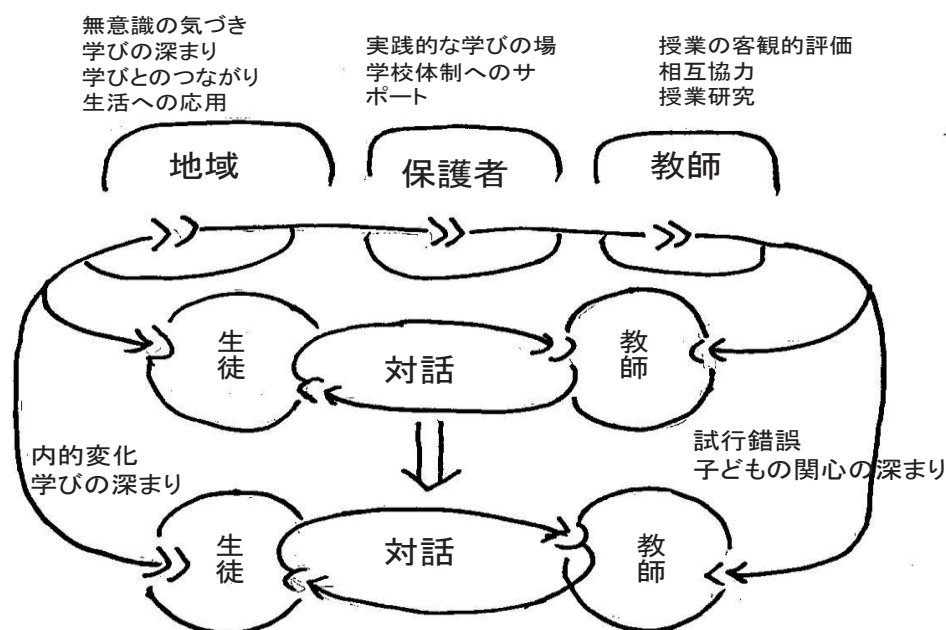 無意識の気づき
学びの深まり
学びとのつながり
生活への応用
実践的な学びの場
学校体制へのサ
ポート
授業の客観的評価
相互協力
授業研究
地域
保護者
教師
生徒
対話
教師
内的変化
学びの深まり
試行錯誤
子どもの関心の深まり
生徒
対話
教師